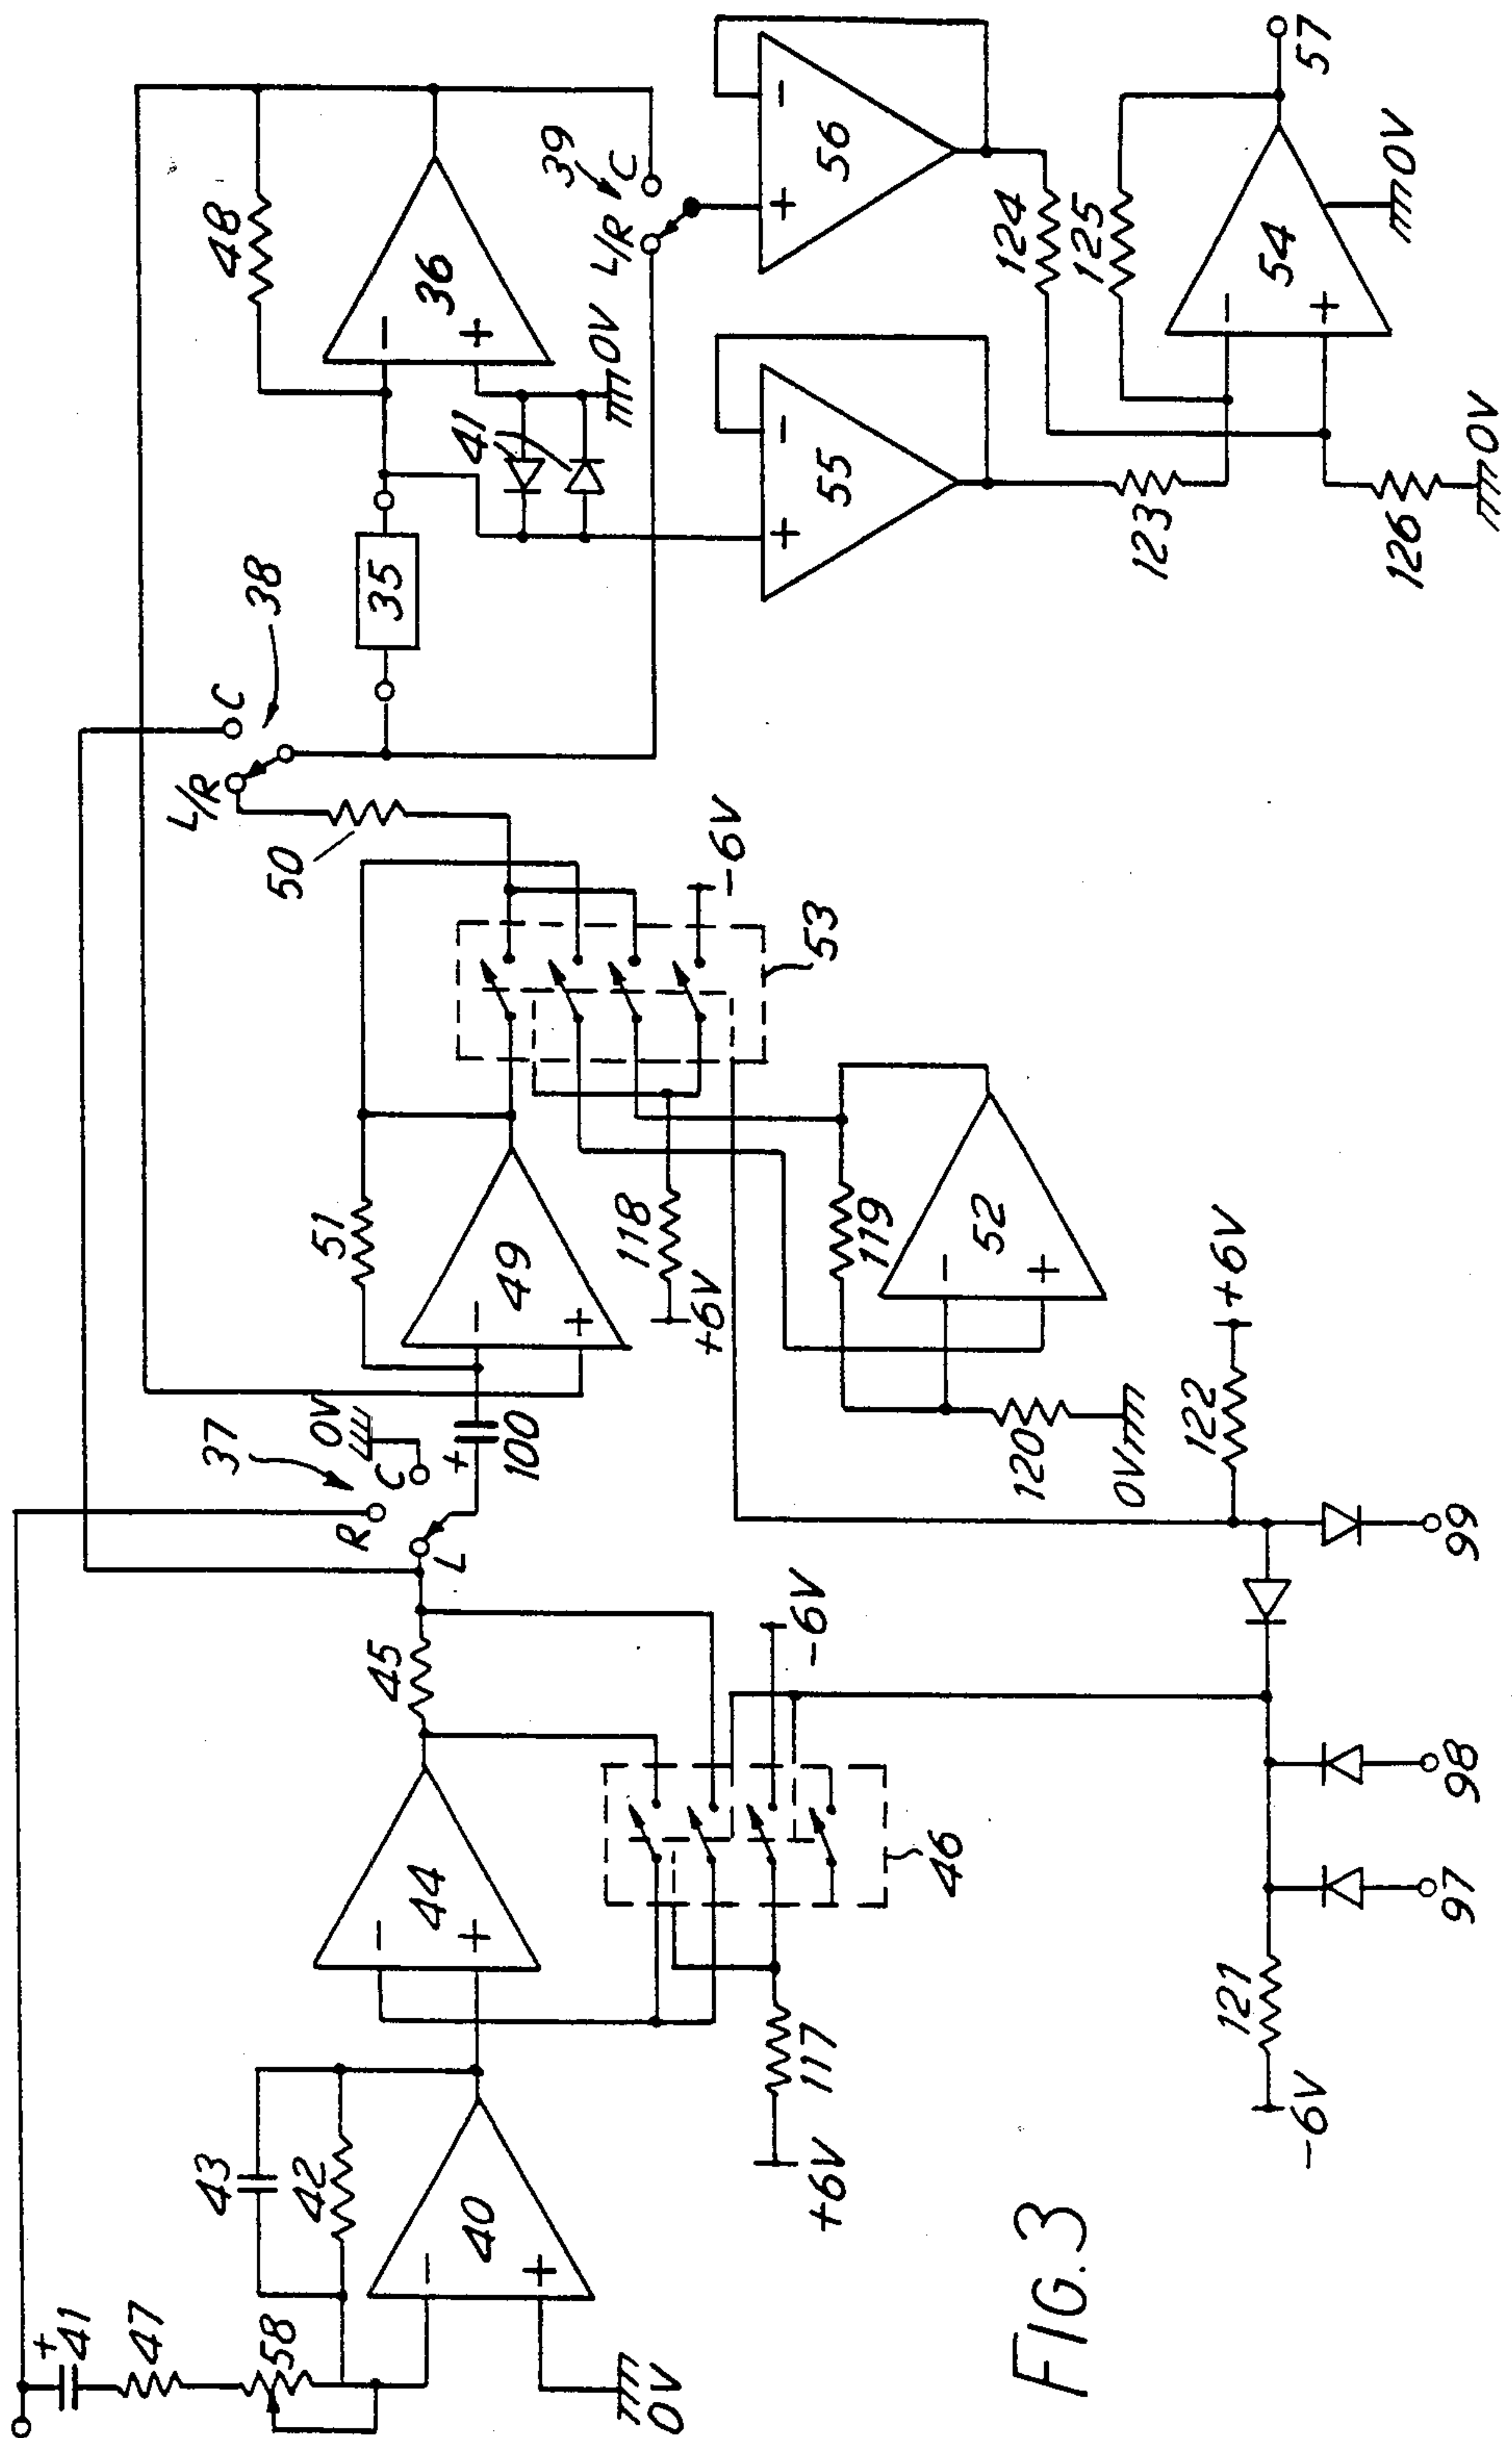 +
41
47
58
43
42
40
−
+
0V
44
−
+
45
117
+6V
−6V
46
L
R
C
37
0V
+
100
51
49
−
+
118
+6V
53
−6V
50
119
52
−
+
120
0V
121
−6V
97
98
99
122
+6V
L/R
C
38
35
48
36
−
+
41
0V
L/R
C
39
55
+
−
56
+
−
123
124
125
126
0V
54
−
+
0V
57
FIG.3